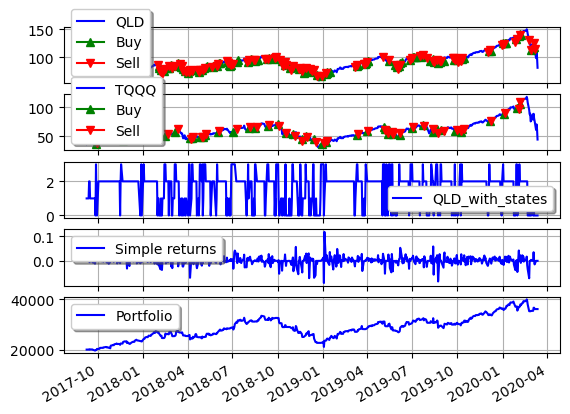 QLD
Buy
Sell
150
100
TQQQ
Buy
Sell
100
50
2
0
QLD_with_states
0.1
0.0
Simple returns
40000
20000
Portfolio
2017-10
2018-01
2018-04
2018-07
2018-10
2019-01
2019-04
2019-07
2019-10
2020-01
2020-04